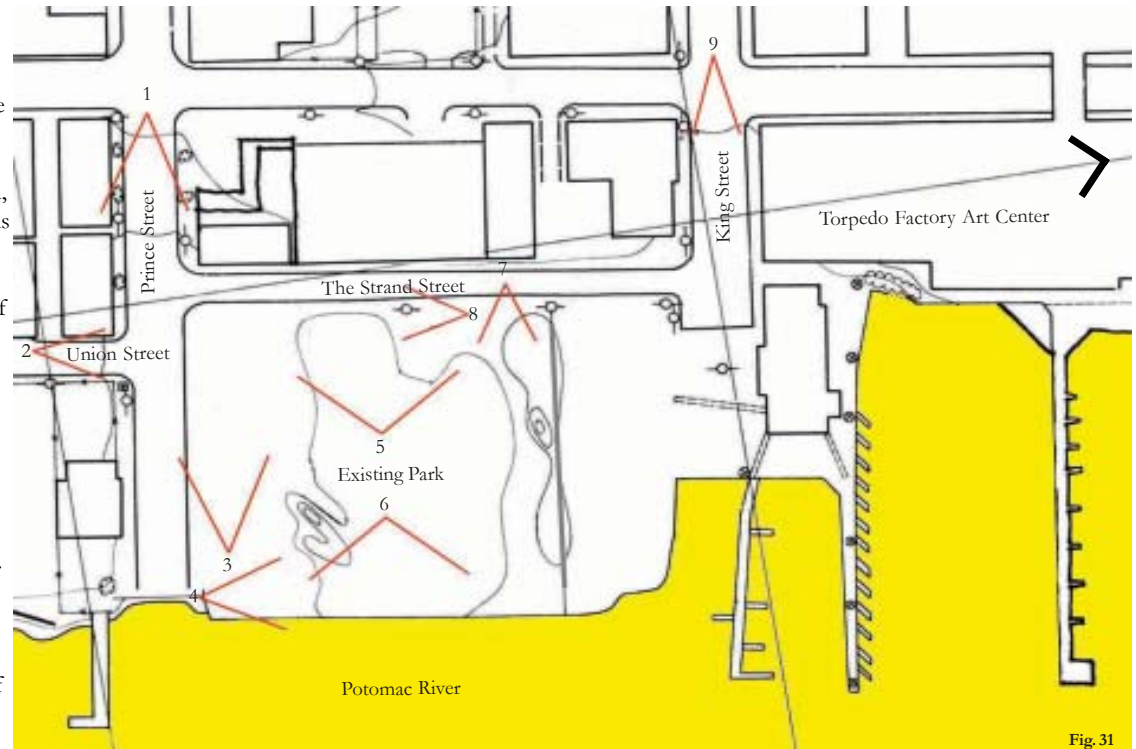 9
1
e
,
Torpedo Factory Art Center
s
Prince Street
King Street
7
The Strand Street
f
8
2
Union Street
5
Existing Park
6
3
.
4
Potomac River
f
Fig. 31